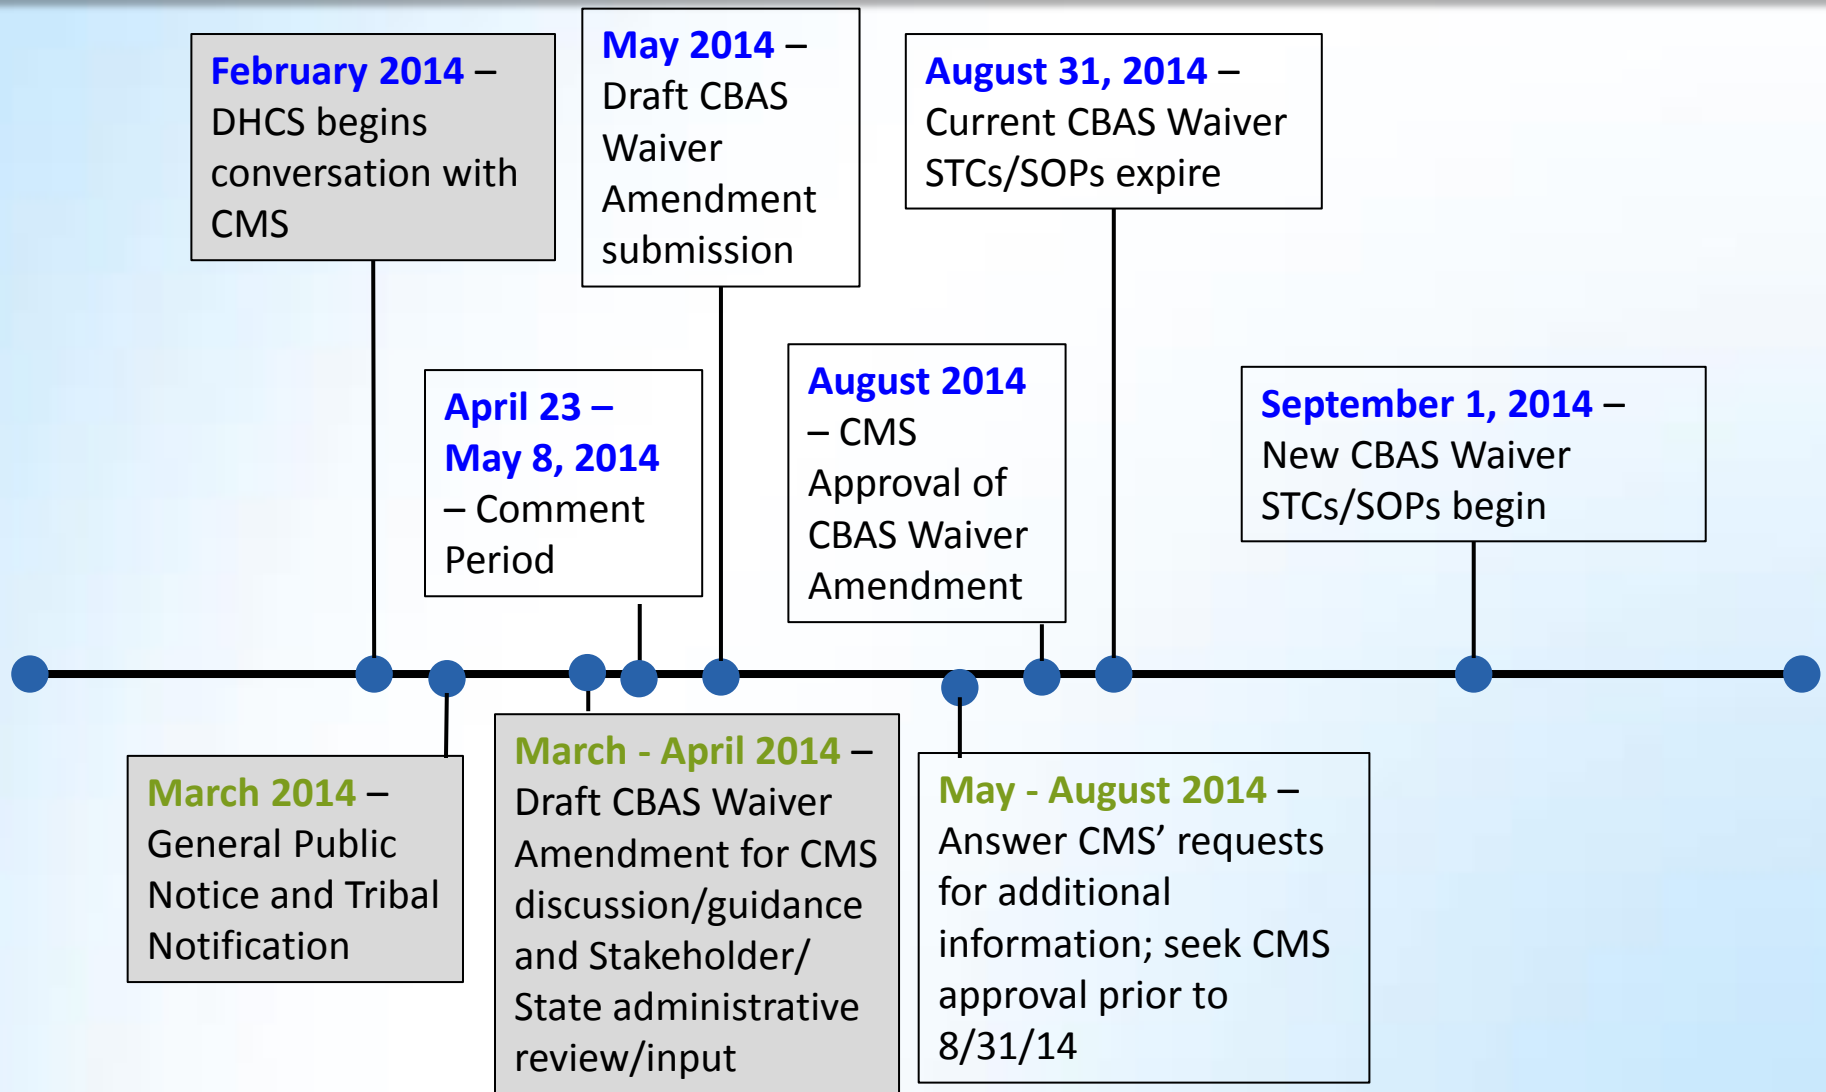 February 2014 –
DHCS begins
conversation with
CMS
May 2014 –
Draft CBAS
Waiver
Amendment
submission
August 31, 2014 –
Current CBAS Waiver
STCs/SOPs expire
April 23 –
May 8, 2014
– Comment
Period
August 2014
– CMS
Approval of
CBAS Waiver
Amendment
September 1, 2014 –
New CBAS Waiver
STCs/SOPs begin
March 2014 –
General Public
Notice and Tribal
Notification
March - April 2014 –
Draft CBAS Waiver
Amendment for CMS
discussion/guidance
and Stakeholder/
State administrative
review/input
May - August 2014 –
Answer CMS’ requests
for additional
information; seek CMS
approval prior to
8/31/14